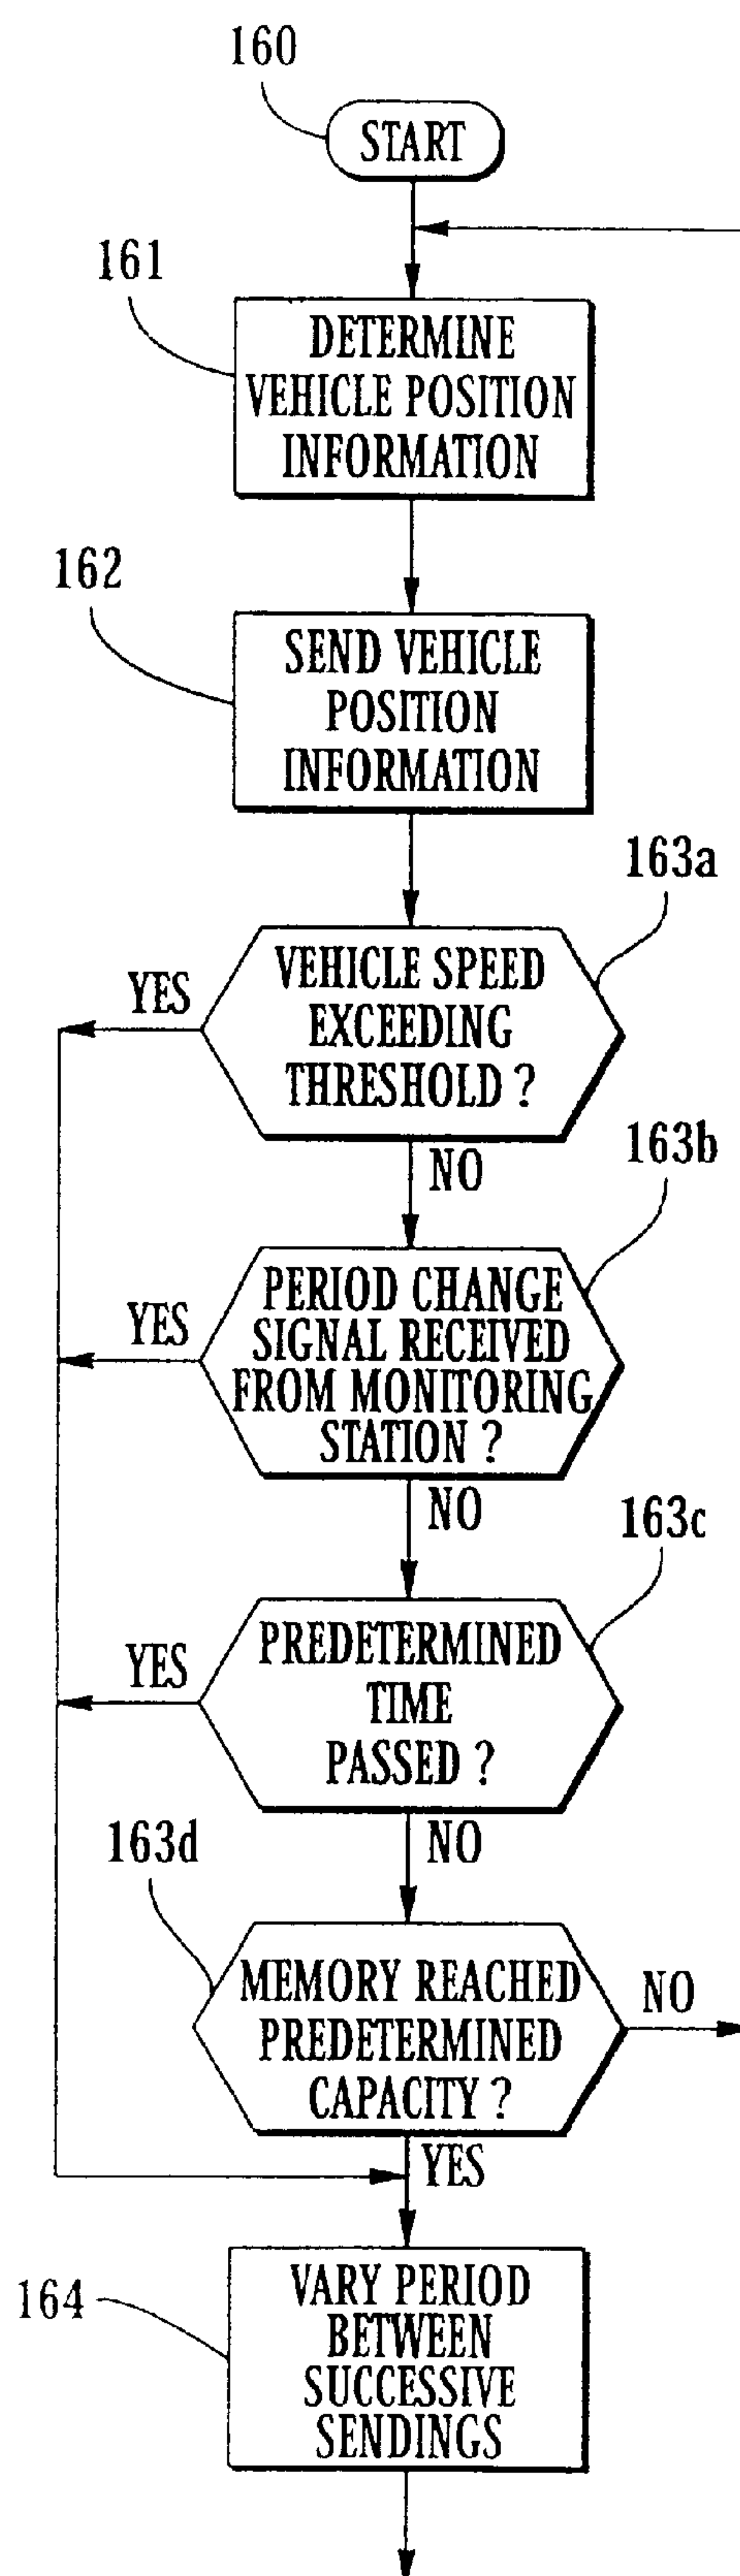 160
START
161
DETERMINE
VEHICLE POSITION
INFORMATION
162
SEND VEHICLE
POSITION
INFORMATION
163a
VEHICLE SPEED
EXCEEDING
THRESHOLD ?
YES
NO
163b
PERIOD CHANGE
SIGNAL RECEIVED
FROM MONITORING
STATION ?
YES
NO
163c
PREDETERMINED
TIME
PASSED ?
YES
NO
163d
MEMORY REACHED
PREDETERMINED
CAPACITY ?
NO
YES
164
VARY PERIOD
BETWEEN
SUCCESSIVE
SENDINGS